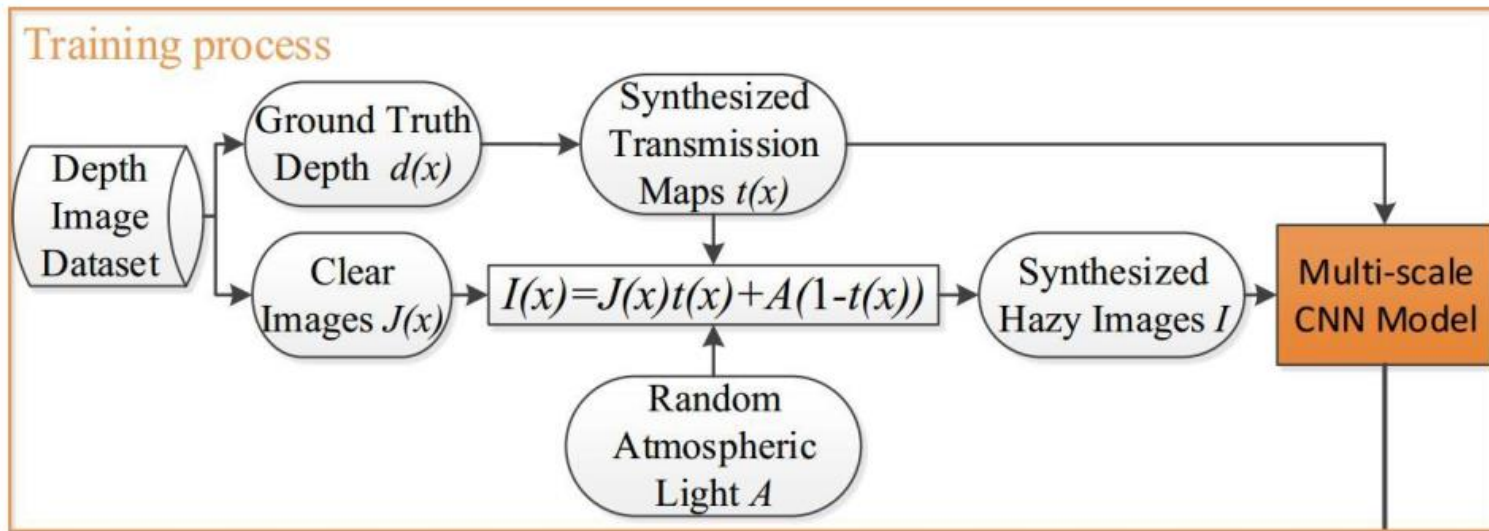 Training process
Depth
Image
Dataset
Ground Truth
Depth d(x)
Synthesized
Transmission
Maps t(x)
Clear
Images J(x)
I(x)=J(x)t(x)+A(1-t(x))
Synthesized
Hazy Images I
Multi-scale
CNN Model
Random
Atmospheric
Light A